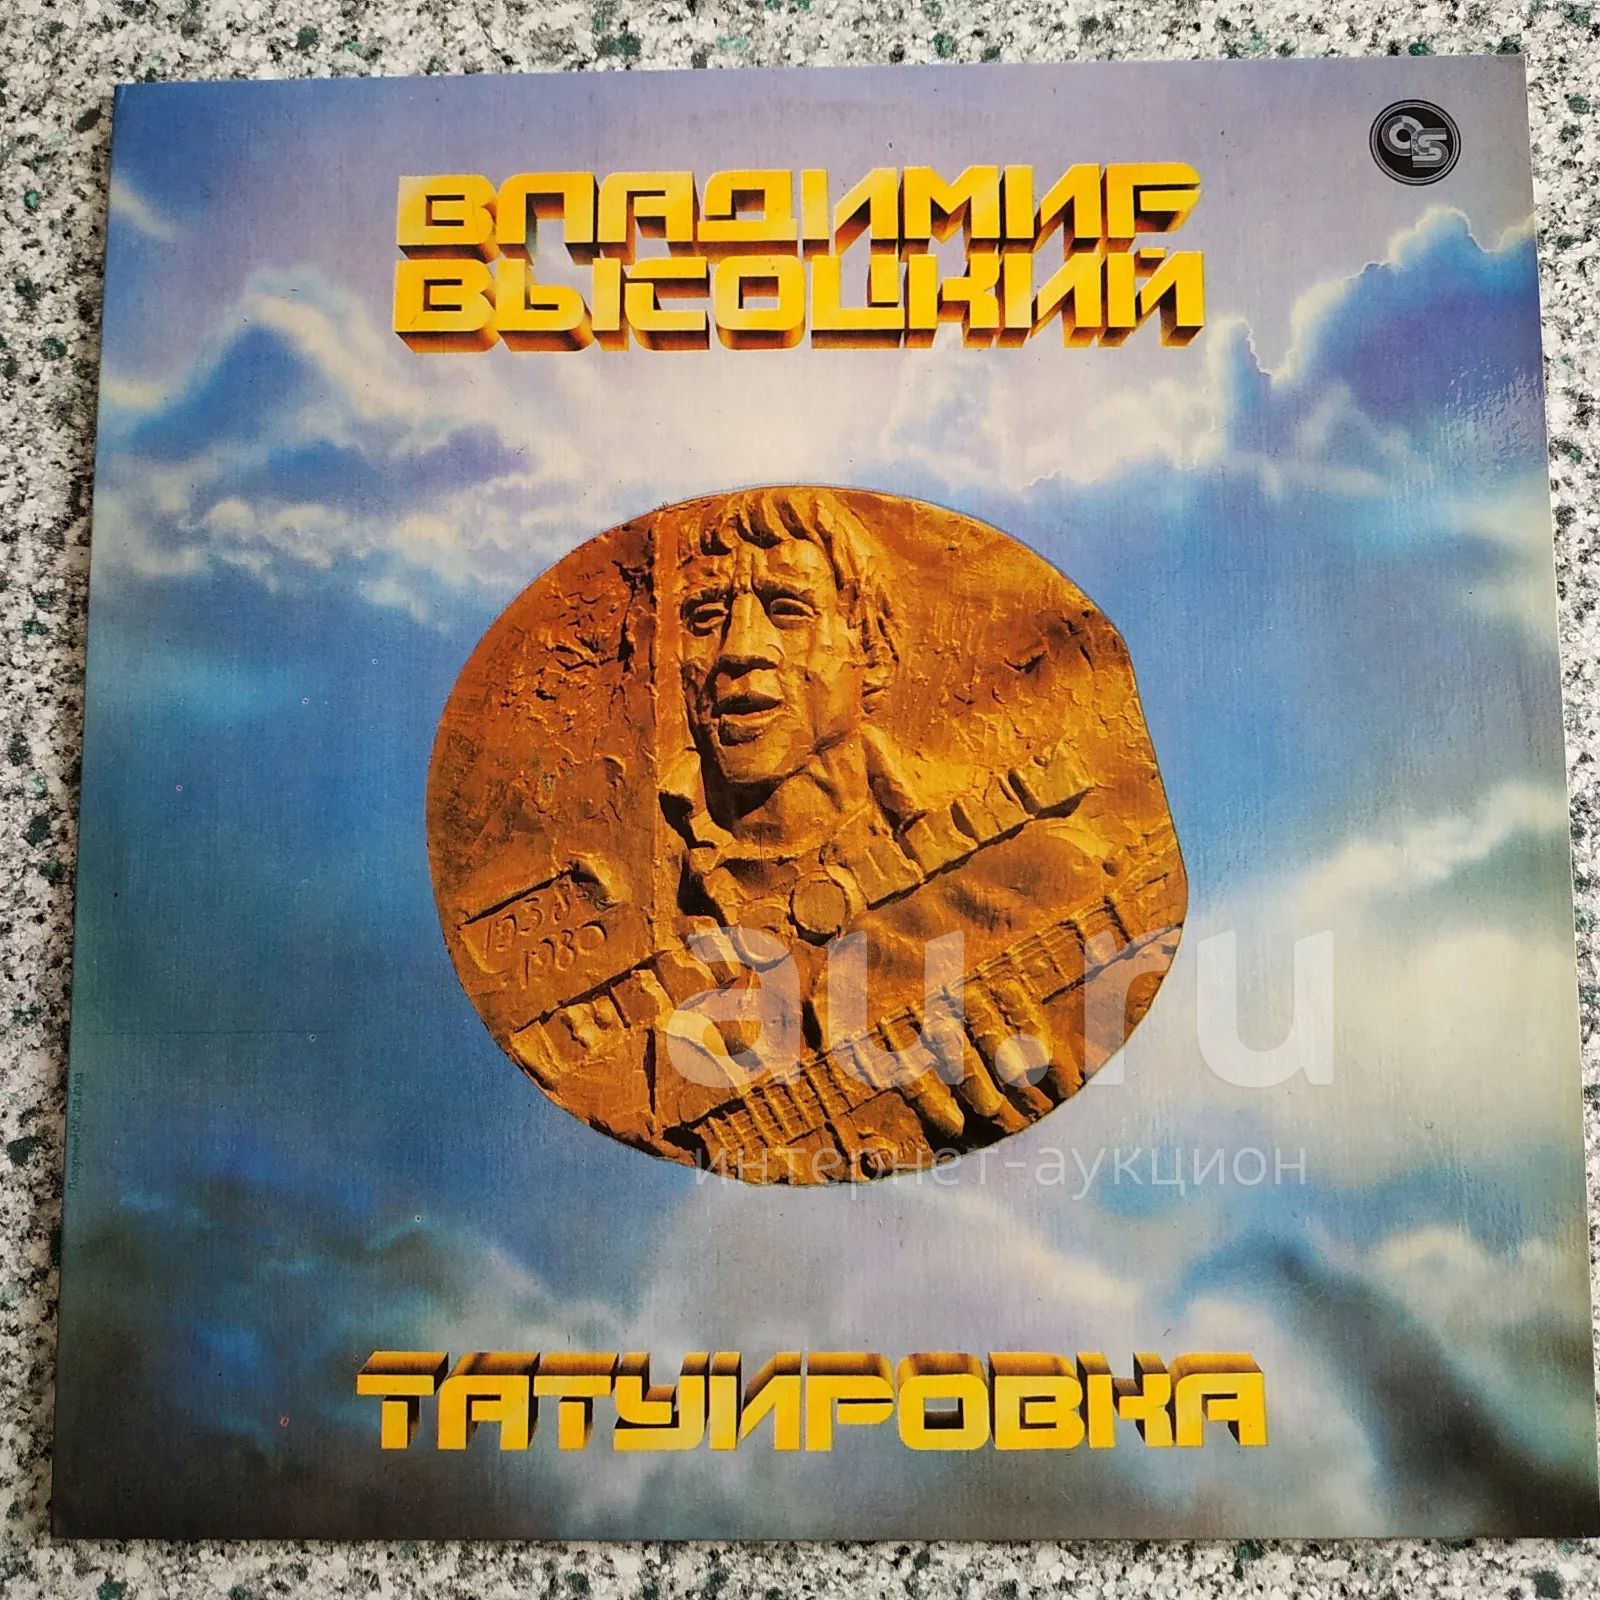 ВЛАДИМИР
ВЫСОЦКИЙ
1938
1980
au.ru
интернет-аукцион
ТАТУИРОВКА